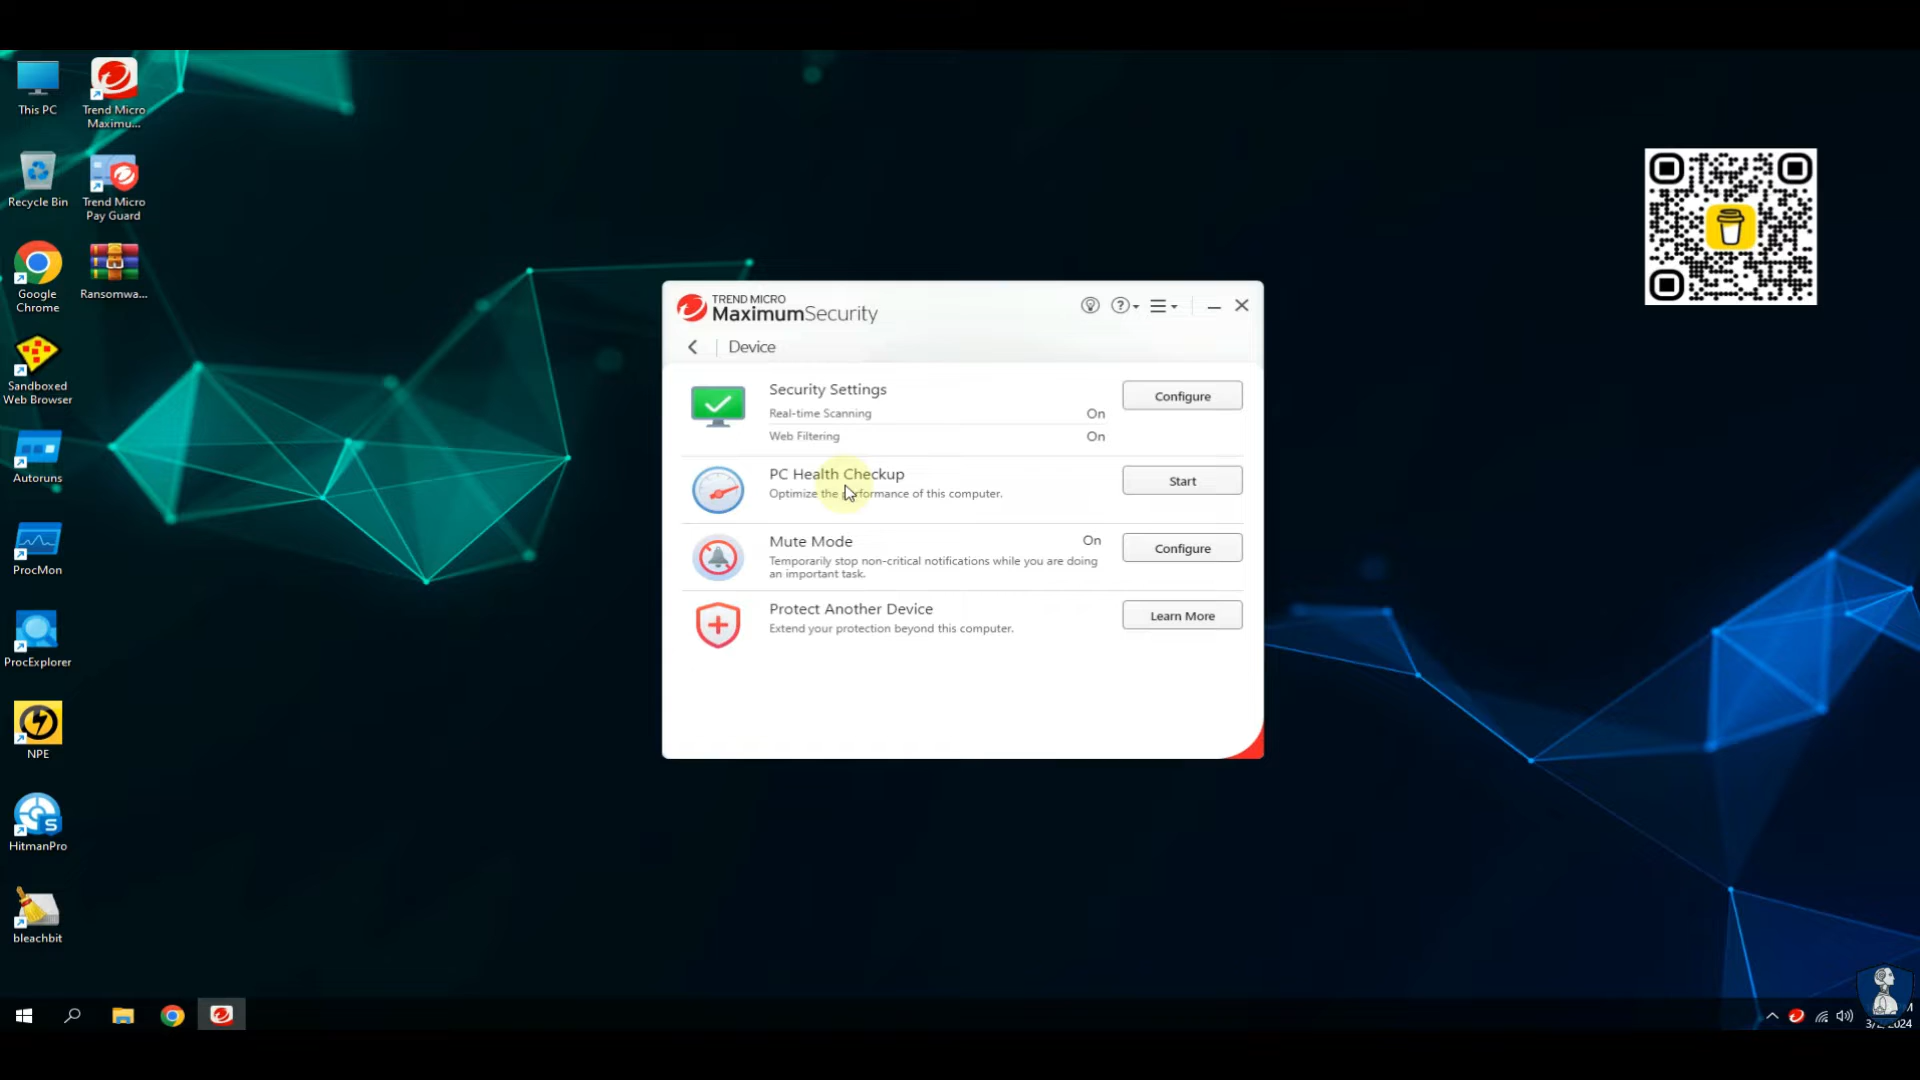 This PC
Trend Micro
Maximu...
Recycle Bin
Trend Micro
Pay Guard
Google
Chrome
Ransomwa...
Sandboxed
Web Browser
Autoruns
ProcMon
ProcExplorer
NPE
HitmanPro
bleachbit
TREND MICRO
MaximumSecurity
Device
Security Settings
Configure
Real-time Scanning On
Web Filtering On
PC Health Checkup
Start
Optimize the performance of this computer.
Mute Mode On
Configure
Temporarily stop non-critical notifications while you are doing
an important task.
Protect Another Device
Learn More
Extend your protection beyond this computer.